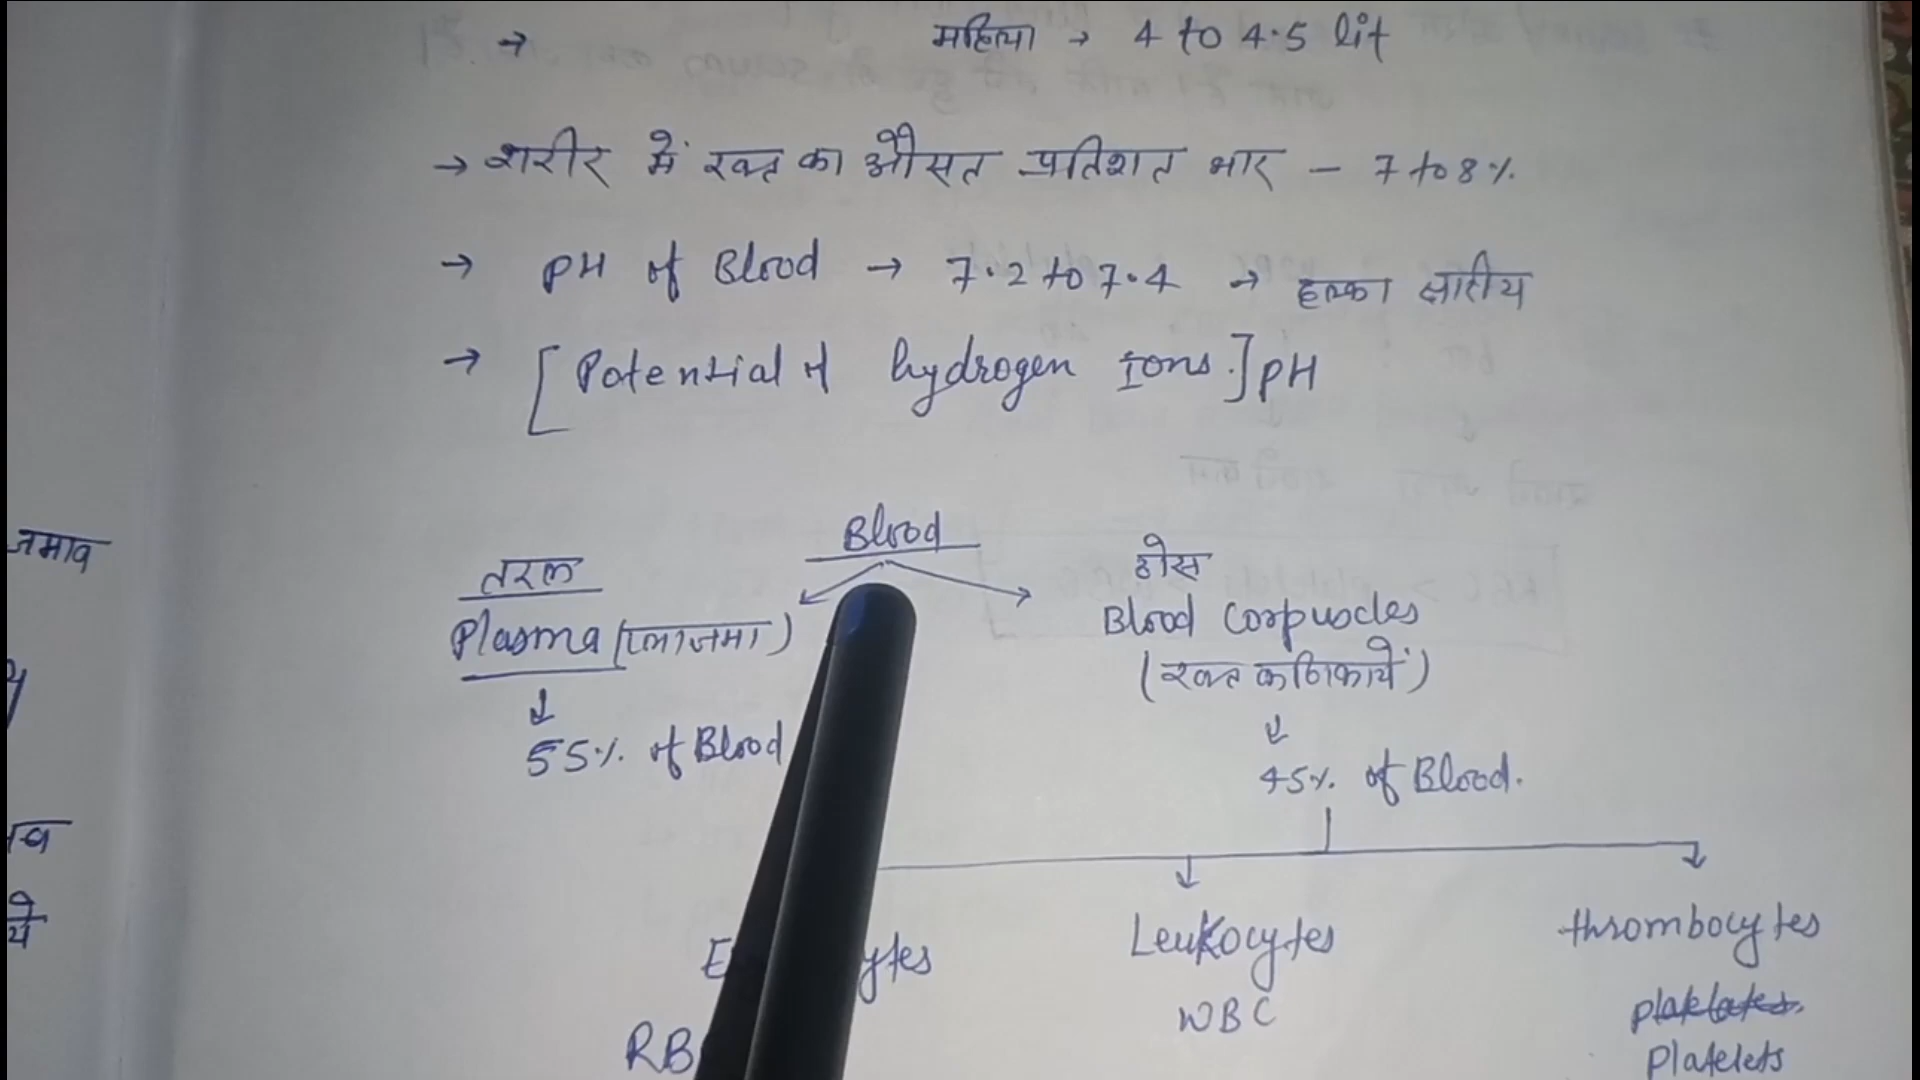 → महिला → 4 to 4.5 lit
→ शरीर में रक्त का औसत प्रतिशत भार - 7 to 8%
→ PH of Blood → 7.2 to 7.4 → हल्का क्षारीय
→ [Potential of hydrogen Ions.] PH
Blood
जमाव
तरल
Plasma (प्लाजमा)
↓
55% of Blood
ठोस
Blood Corpuscles
(रक्त कणिकायें)
↓
45% of Blood.
ये
Leukocytes
WBC
thrombocytes
Platelets